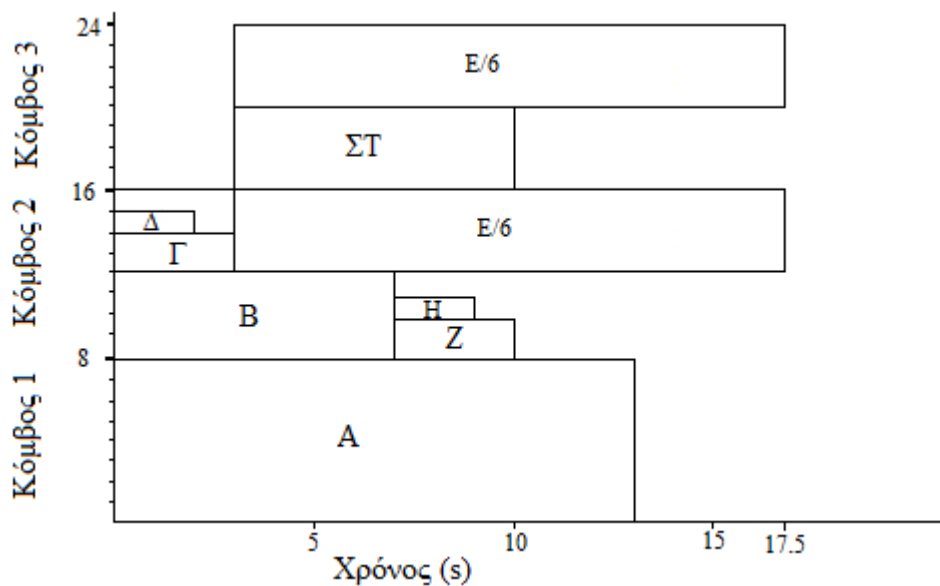 24
Κόμβος 3
E/6
ΣΤ
16
Κόμβος 2
Δ
Γ
E/6
Β
Η
Ζ
8
Κόμβος 1
Α
5
10
15
17.5
Χρόνος (s)